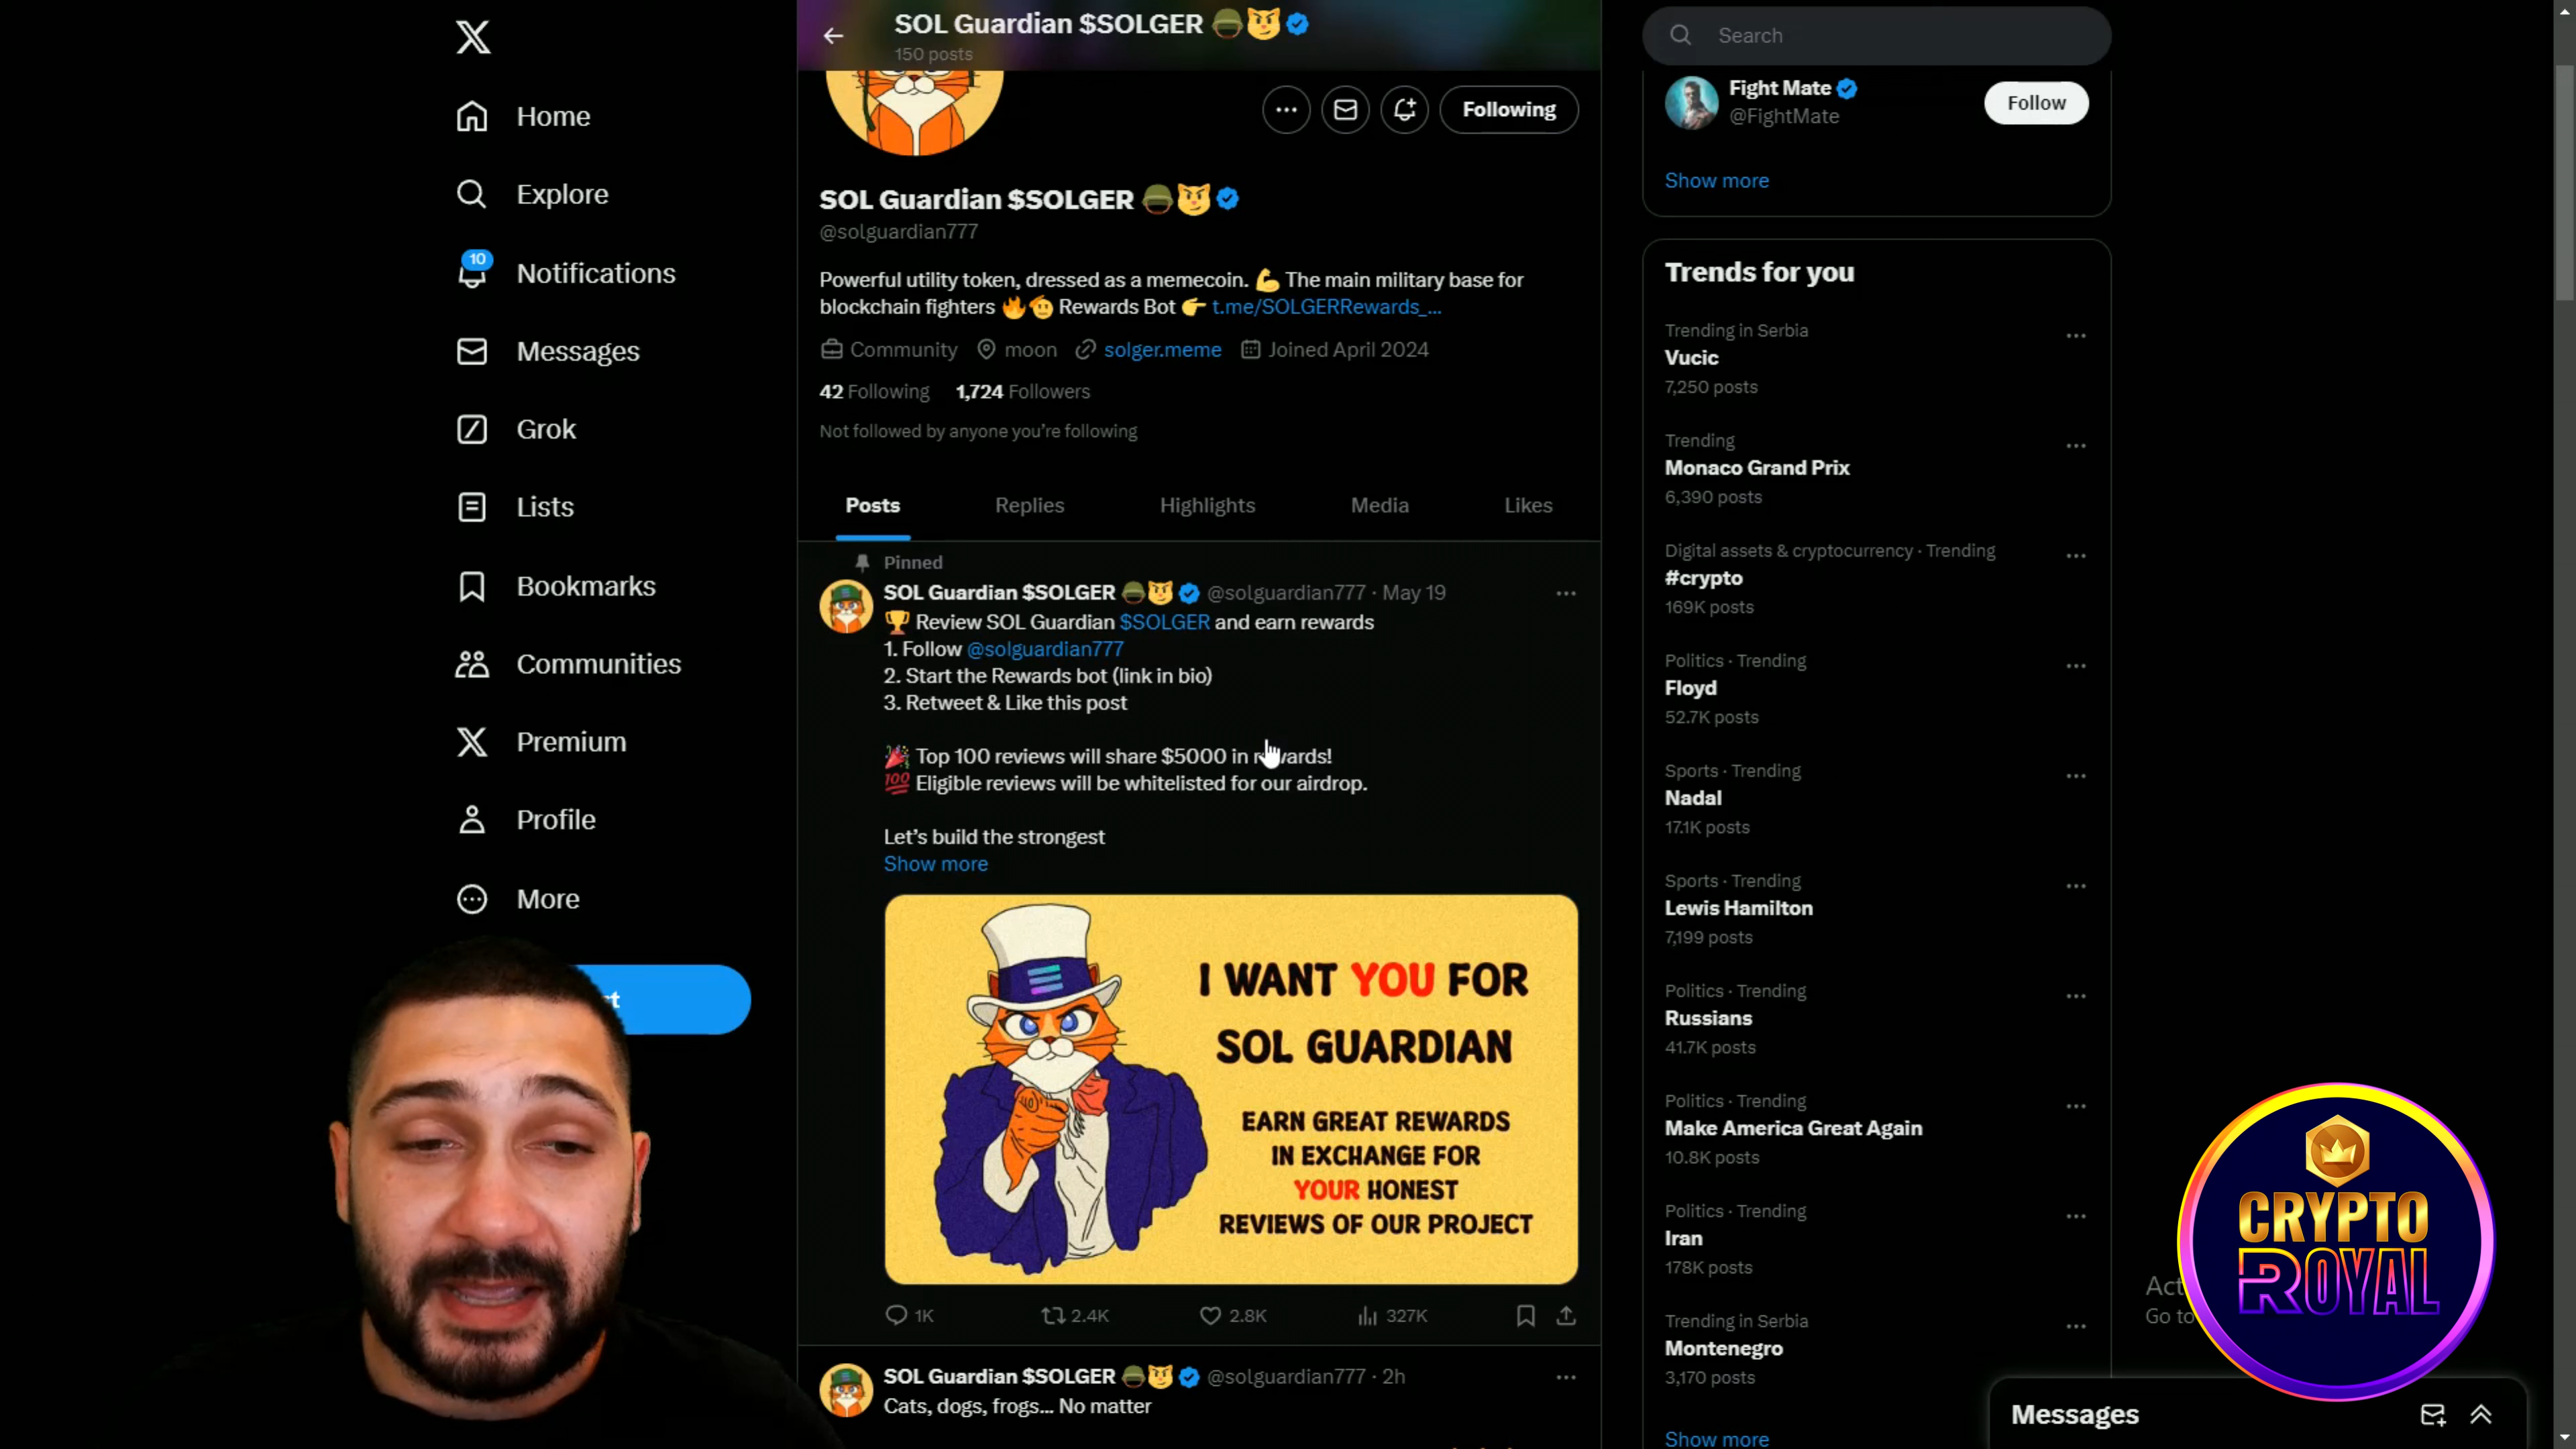 SOL Guardian $SOLGER
150 posts
Search
Following
Fight Mate
@FightMate
Follow
Show more
Home
Explore
10
Notifications
Messages
Grok
Lists
Bookmarks
Communities
Premium
Profile
More
SOL Guardian $SOLGER
@solguardian777
Powerful utility token, dressed as a memecoin. 💪 The main military base for
blockchain fighters 🔥🫡 Rewards Bot 👉 t.me/SOLGERRewards_...
Community moon solger.meme Joined April 2024
42 Following 1,724 Followers
Not followed by anyone you're following
Posts Replies Highlights Media Likes
Pinned
SOL Guardian $SOLGER @solguardian777 · May 19
🏆 Review SOL Guardian $SOLGER and earn rewards
1. Follow @solguardian777
2. Start the Rewards bot (link in bio)
3. Retweet & Like this post
🎉 Top 100 reviews will share $5000 in rewards!
💯 Eligible reviews will be whitelisted for our airdrop.
Let's build the strongest
Show more
I WANT YOU FOR
SOL GUARDIAN
EARN GREAT REWARDS
IN EXCHANGE FOR
YOUR HONEST
REVIEWS OF OUR PROJECT
1K 2.4K 2.8K 327K
SOL Guardian $SOLGER @solguardian777 · 2h
Cats, dogs, frogs... No matter
Trends for you
Trending in Serbia
Vucic
7,250 posts
Trending
Monaco Grand Prix
6,390 posts
Digital assets & cryptocurrency · Trending
#crypto
169K posts
Politics · Trending
Floyd
52.7K posts
Sports · Trending
Nadal
17.1K posts
Sports · Trending
Lewis Hamilton
7,199 posts
Politics · Trending
Russians
41.7K posts
Politics · Trending
Make America Great Again
10.8K posts
Politics · Trending
Iran
178K posts
Trending in Serbia
Montenegro
3,170 posts
Show more
Go to
CRYPTO
ROYAL
Messages